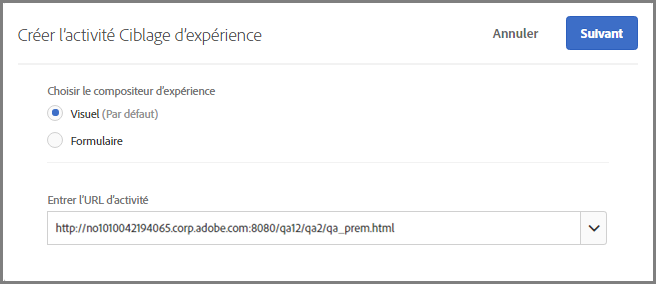 Créer l'activité Ciblage d'expérience
Annuler
Suivant
Choisir le compositeur d'expérience
Visuel (Par défaut)
Formulaire
Entrer l'URL d'activité
http://no1010042194065.corp.adobe.com:8080/qa12/qa2/qa_prem.html